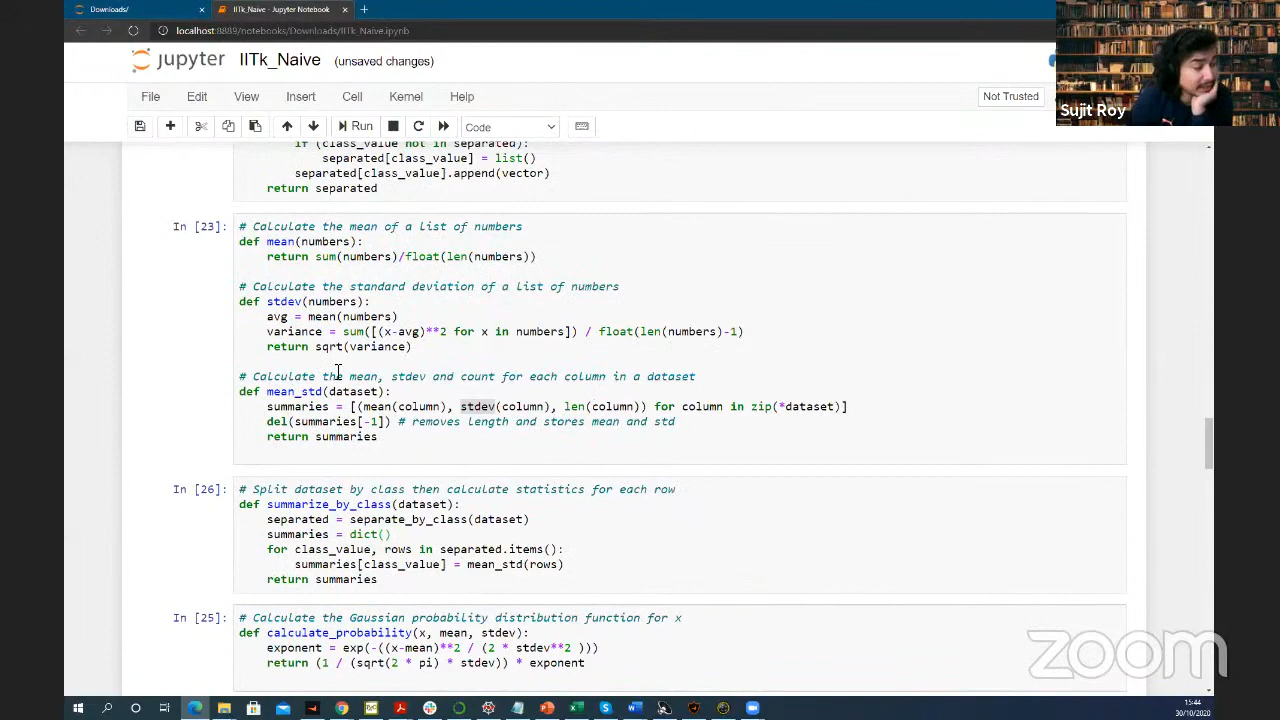 Downloads/
IITk_Naive - Jupyter Notebook
localhost:8889/notebooks/Downloads/IITk_Naive.ipynb
jupyter IITk_Naive (unsaved changes)
File Edit View Insert Cell Kernel Help
Not Trusted
Run
Code
Sujit Roy
if (class_value not in separated):
separated[class_value] = list()
separated[class_value].append(vector)
return separated
In [23]:
# Calculate the mean of a list of numbers
def mean(numbers):
return sum(numbers)/float(len(numbers))
# Calculate the standard deviation of a list of numbers
def stdev(numbers):
avg = mean(numbers)
variance = sum([(x-avg)**2 for x in numbers]) / float(len(numbers)-1)
return sqrt(variance)
# Calculate the mean, stdev and count for each column in a dataset
def mean_std(dataset):
summaries = [(mean(column), stdev(column), len(column)) for column in zip(*dataset)]
del(summaries[-1]) # removes Length and stores mean and std
return summaries
In [26]:
# Split dataset by class then calculate statistics for each row
def summarize_by_class(dataset):
separated = separate_by_class(dataset)
summaries = dict()
for class_value, rows in separated.items():
summaries[class_value] = mean_std(rows)
return summaries
In [25]:
# Calculate the Gaussian probability distribution function for x
def calculate_probability(x, mean, stdev):
exponent = exp(-((x-mean)**2 / (2 * stdev**2 )))
return (1 / (sqrt(2 * pi) * stdev)) * exponent
zoom
15:44
30/10/2020